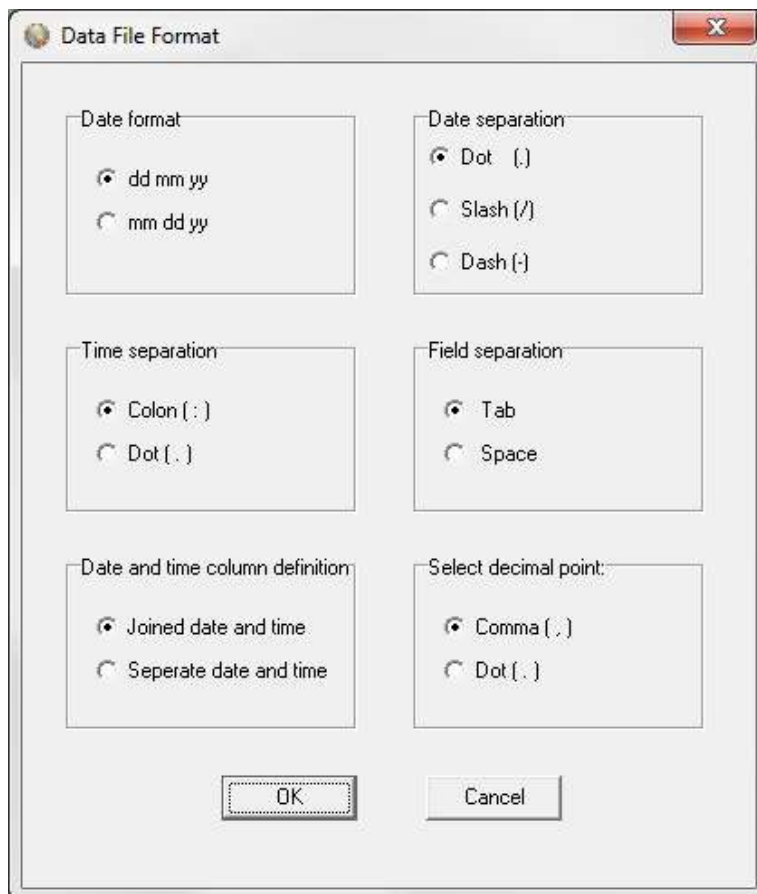 Data File Format
Date format
dd mm yy
mm dd yy
Date separation
Dot (.)
Slash (/)
Dash (-)
Time separation
Colon ( : )
Dot ( . )
Field separation
Tab
Space
Date and time column definition
Joined date and time
Seperate date and time
Select decimal point:
Comma ( , )
Dot ( . )
OK
Cancel